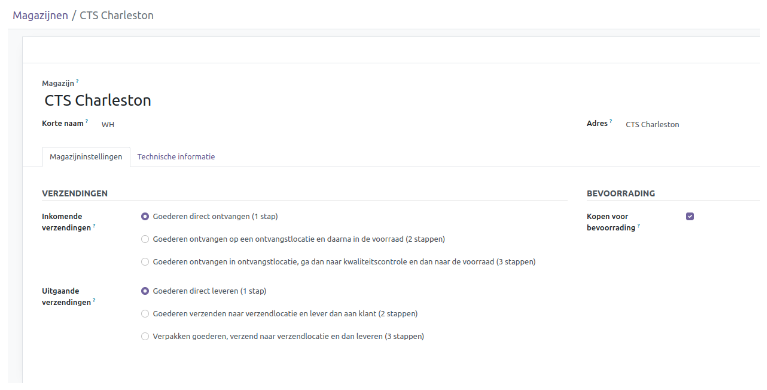 Magazijnen / CTS Charleston
Magazijn ?
CTS Charleston
Korte naam ? WH
Adres ? CTS Charleston
Magazijninstellingen Technische informatie
VERZENDINGEN
Inkomende verzendingen ?
Goederen direct ontvangen (1 stap)
Goederen ontvangen op een ontvangstlocatie en daarna in de voorraad (2 stappen)
Goederen ontvangen in ontvangstlocatie, ga dan naar kwaliteitscontrole en dan naar de voorraad (3 stappen)
Uitgaande verzendingen ?
Goederen direct leveren (1 stap)
Goederen verzenden naar verzendlocatie en lever dan aan klant (2 stappen)
Verpakken goederen, verzend naar verzendlocatie en dan leveren (3 stappen)
BEVOORRADING
Kopen voor bevoorrading ?